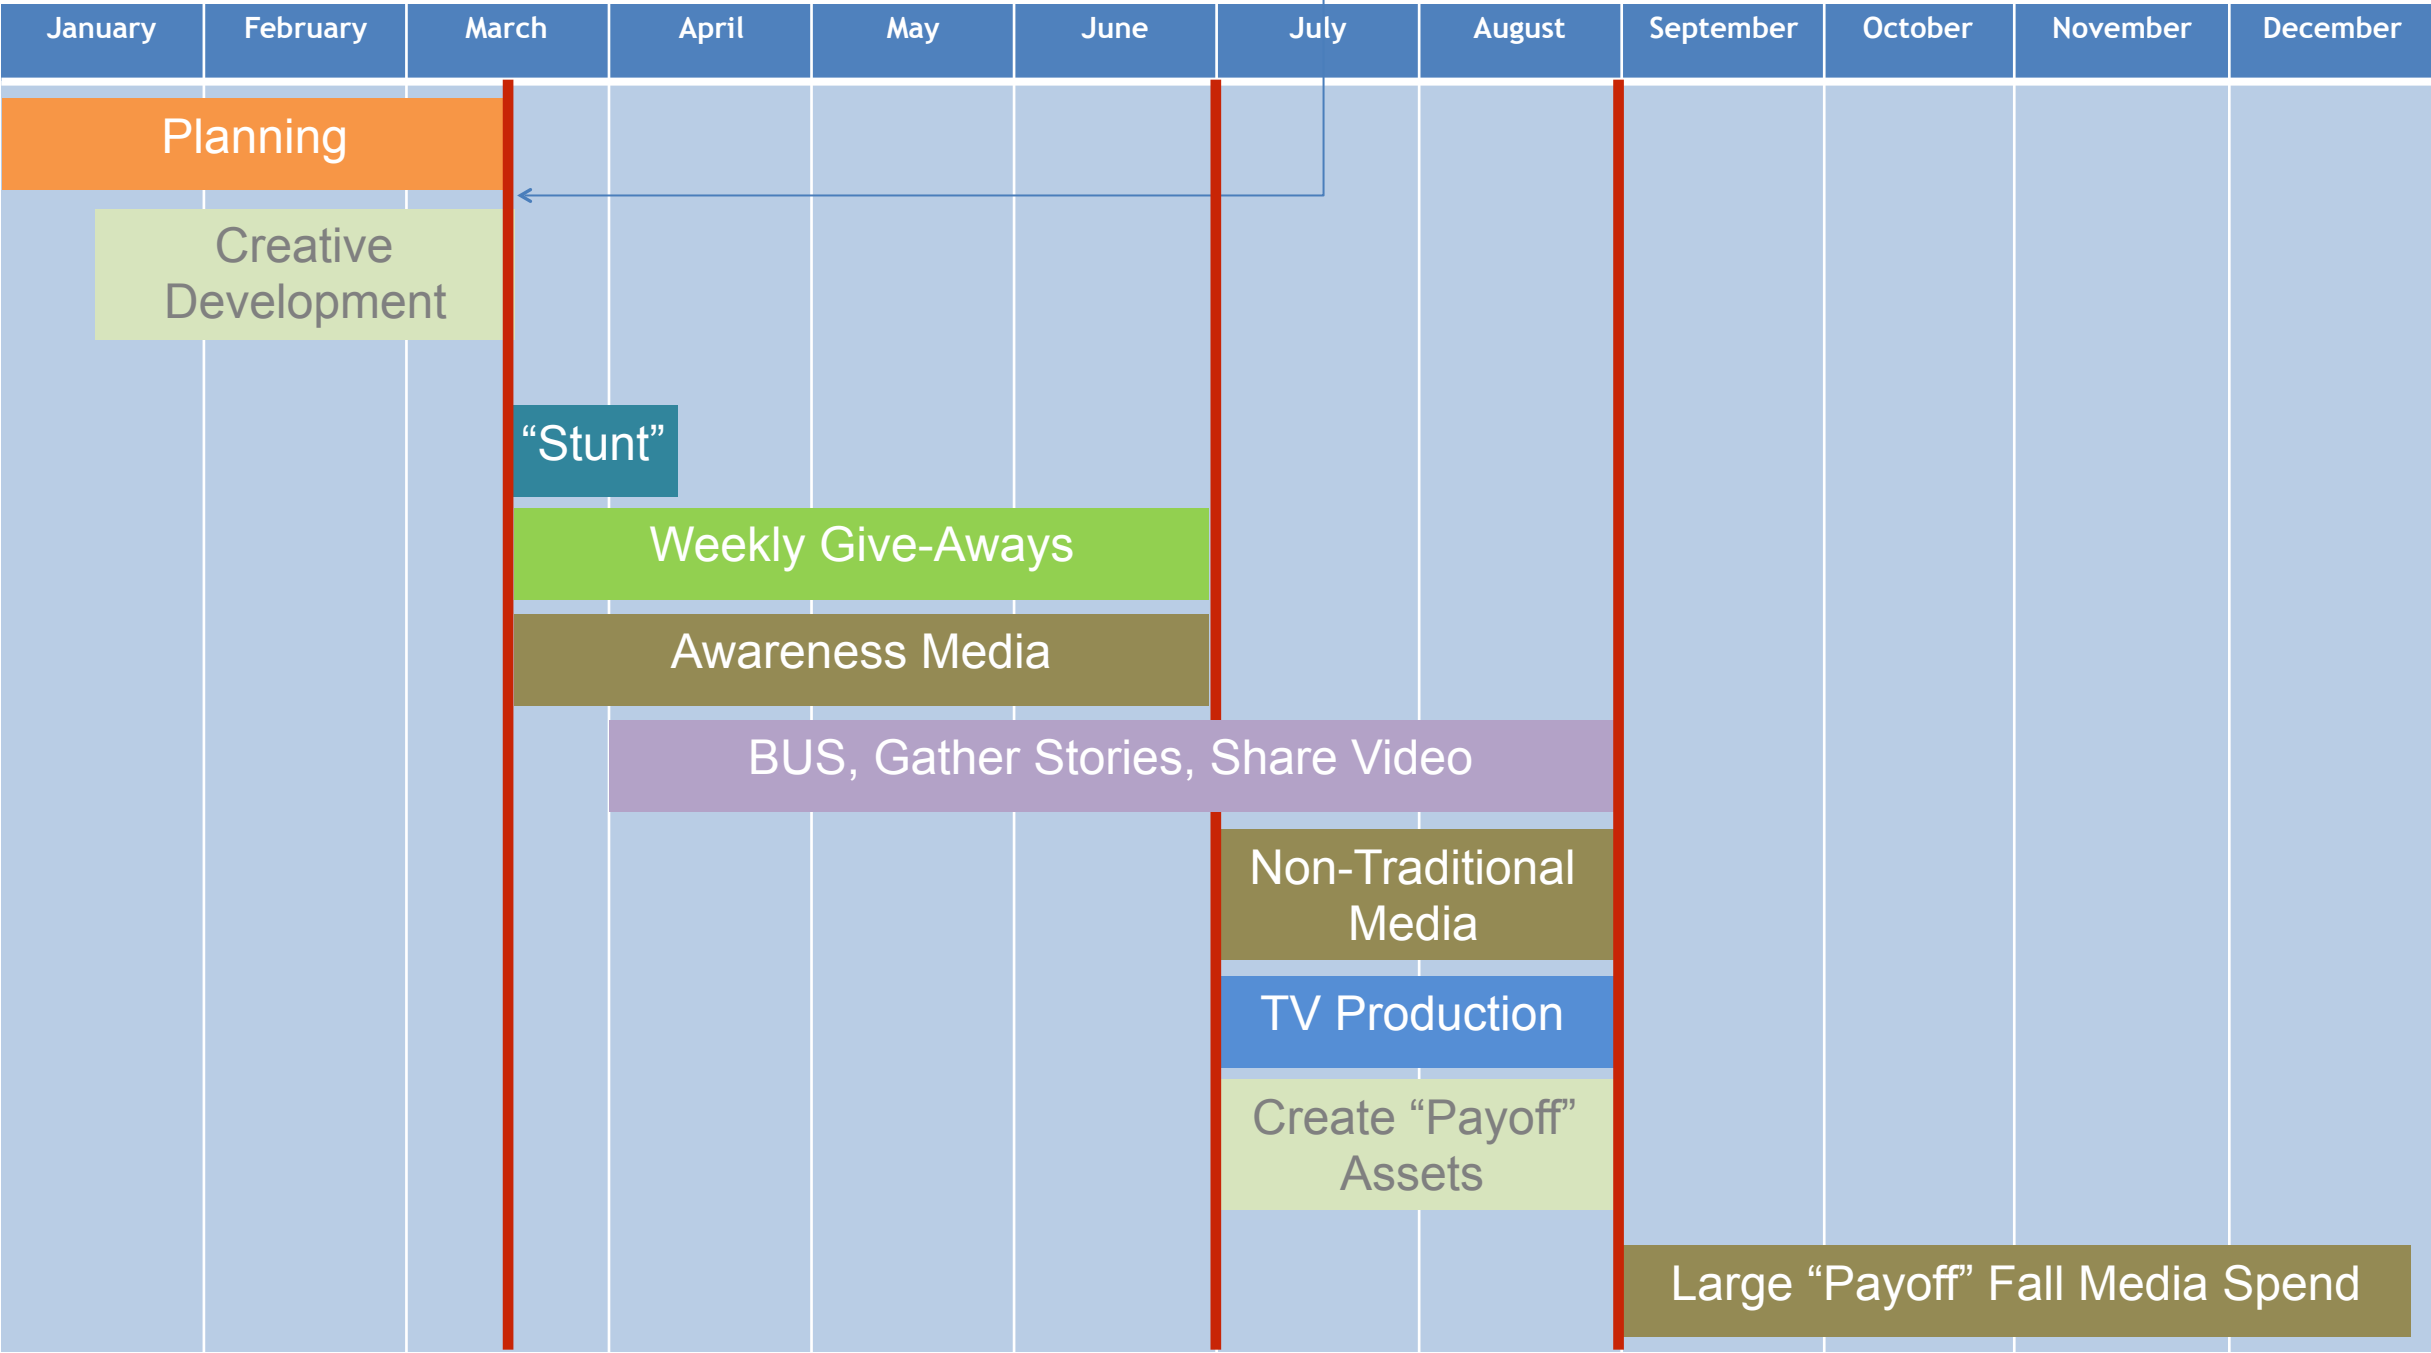 January February March April May June July August September October November December
Planning
Creative
Development
“Stunt”
Weekly Give-Aways
Awareness Media
BUS, Gather Stories, Share Video
Non-Traditional
Media
TV Production
Create “Payoff”
Assets
Large “Payoff” Fall Media Spend